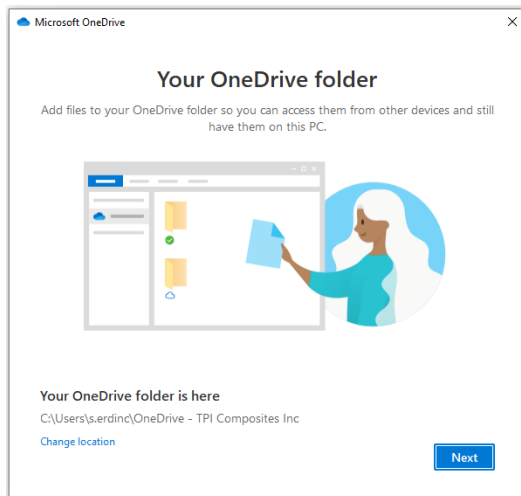 Microsoft OneDrive
Your OneDrive folder
Add files to your OneDrive folder so you can access them from other devices and still
have them on this PC.
Your OneDrive folder is here
C:\Users\s.erdinc\OneDrive - TPI Composites Inc
Change location
Next